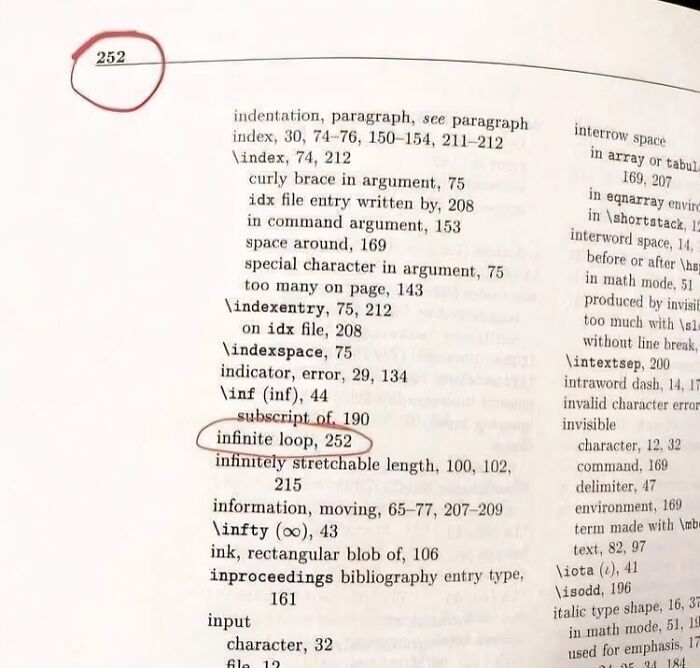 252
indentation, paragraph, see paragraph
index, 30, 74–76, 150–154, 211–212
\index, 74, 212
curly brace in argument, 75
idx file entry written by, 208
in command argument, 153
space around, 169
special character in argument, 75
too many on page, 143
\indexentry, 75, 212
on idx file, 208
\indexspace, 75
indicator, error, 29, 134
\inf (inf), 44
subscript of, 190
infinite loop, 252
infinitely stretchable length, 100, 102,
215
information, moving, 65–77, 207–209
\infty (∞), 43
ink, rectangular blob of, 106
inproceedings bibliography entry type,
161
input
character, 32
file, 12
interrow space
in array or
169, 207
in eqnarray
in \shortstack,
interword space, 14,
before or after
in math mode, 51
produced by
too much with
without line break,
\intextsep, 200
intraword dash, 14,
invalid character error
invisible
character, 12, 32
command, 169
delimiter, 47
environment, 169
term made with
text, 82, 97
\iota (ι), 41
\isodd, 196
italic type shape, 16,
in math mode, 51,
used for emphasis,